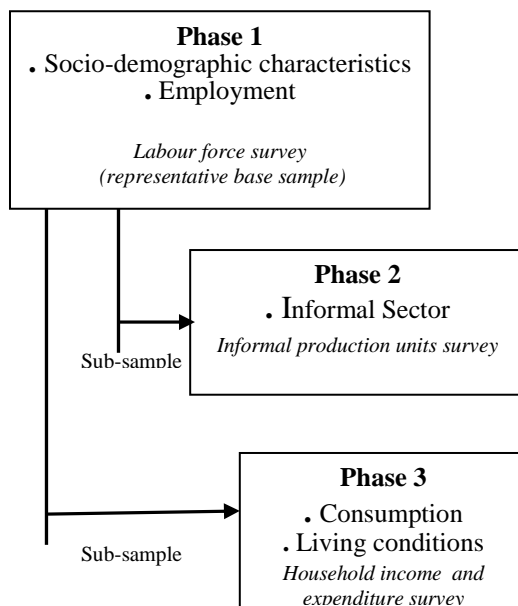 Phase 1
. Socio-demographic characteristics
. Employment
Labour force survey
(representative base sample)
Phase 2
. Informal Sector
Informal production units survey
Sub-sample
Phase 3
. Consumption
. Living conditions
Household income and
expenditure survey
Sub-sample